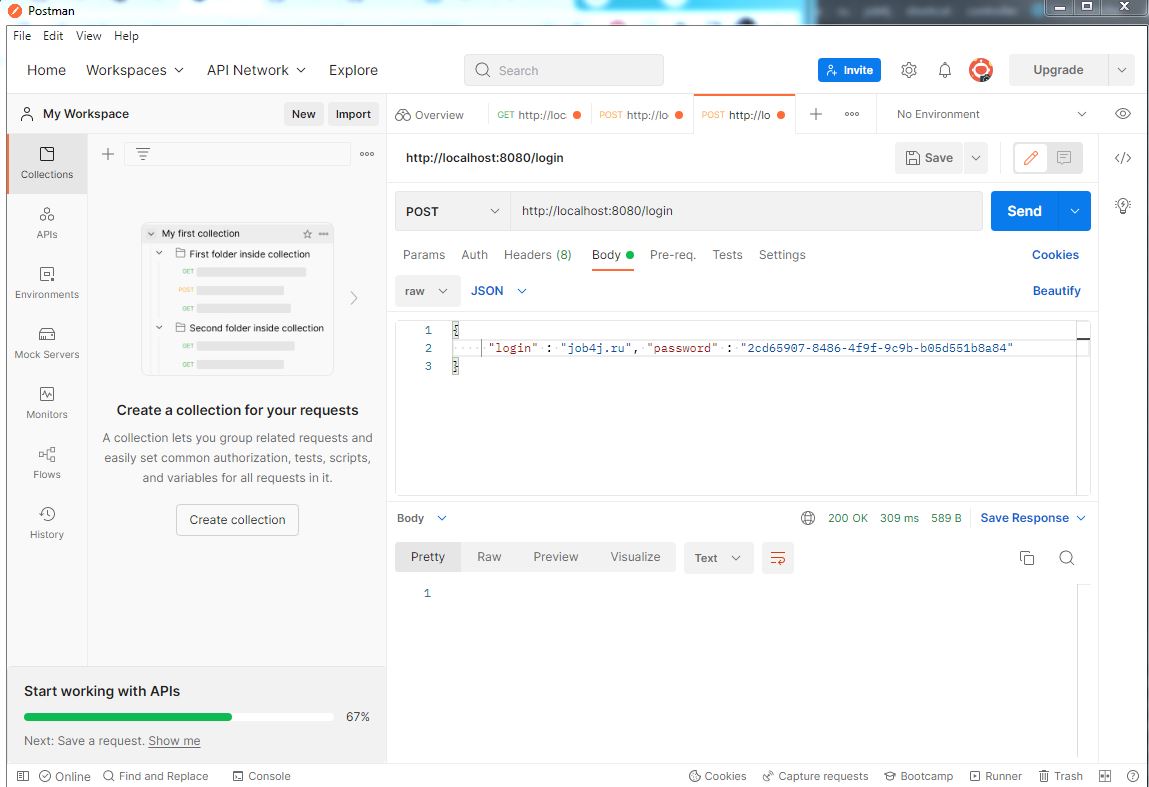 Postman
File Edit View Help
Home Workspaces API Network Explore Search Invite Upgrade
My Workspace New Import Overview GET http://loc POST http://lo POST http://lo No Environment
http://localhost:8080/login Save
POST http://localhost:8080/login Send
Params Auth Headers (8) Body Pre-req. Tests Settings Cookies
raw JSON Beautify
1 {
2 "login" : "job4j.ru", "password" : "2cd65907-8486-4f9f-9c9b-b05d551b8a84"
3 }
Collections
APIs
Environments
Mock Servers
Monitors
Flows
History
My first collection
First folder inside collection
GET
POST
GET
Second folder inside collection
GET
GET
Create a collection for your requests
A collection lets you group related requests and
easily set common authorization, tests, scripts,
and variables for all requests in it.
Create collection
Body 200 OK 309 ms 589 B Save Response
Pretty Raw Preview Visualize Text
1
Start working with APIs
67%
Next: Save a request. Show me
Online Find and Replace Console Cookies Capture requests Bootcamp Runner Trash